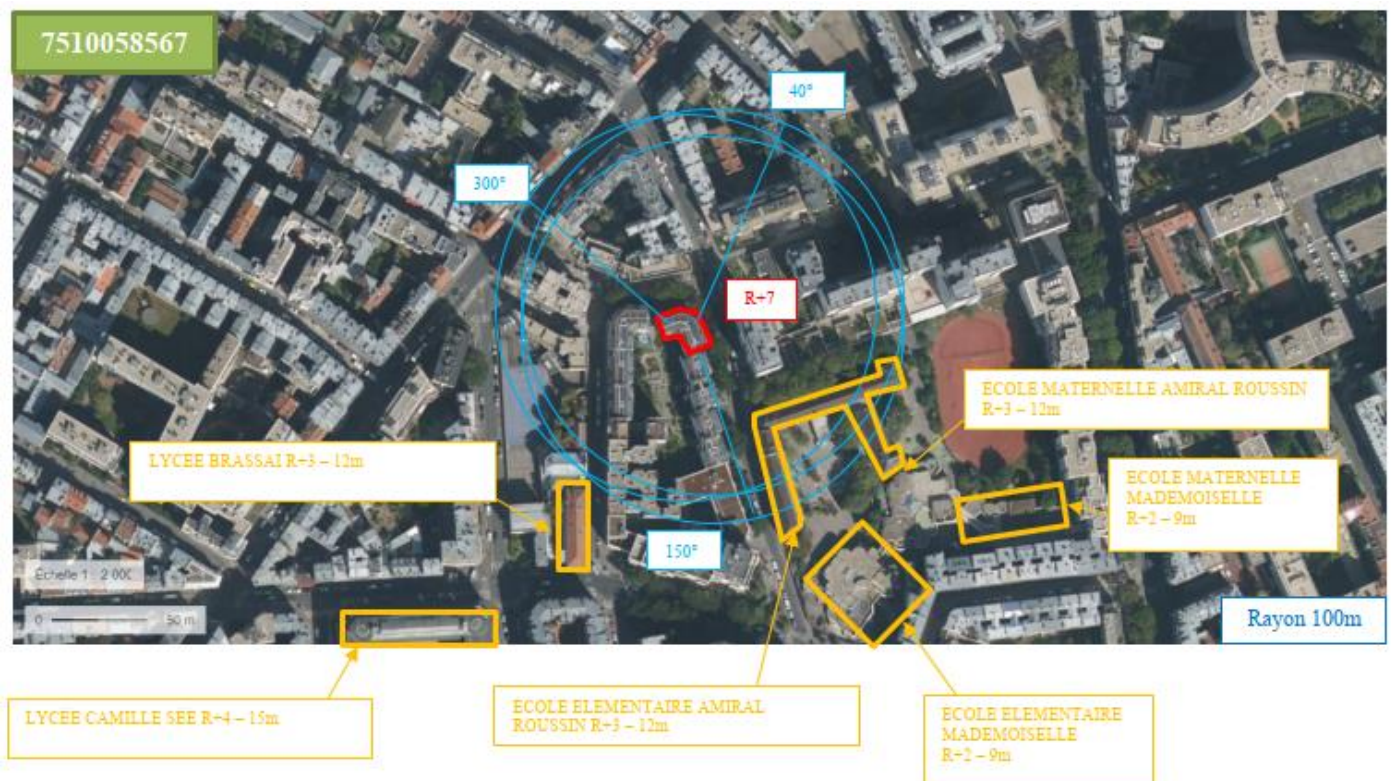 7510058567
40°
300°
R+7
ECOLE MATERNELLE AMIRAL ROUSSIN
R+3 – 12m
LYCEE BRASSAI R+3 – 12m
ECOLE MATERNELLE
MADEMOISELLE
R+2 – 9m
150°
Échelle 1 : 2 000
0 50 m
Rayon 100m
LYCEE CAMILLE SEE R+4 – 15m
ECOLE ELEMENTAIRE AMIRAL
ROUSSIN R+3 – 12m
ECOLE ELEMENTAIRE
MADEMOISELLE
R+2 – 9m